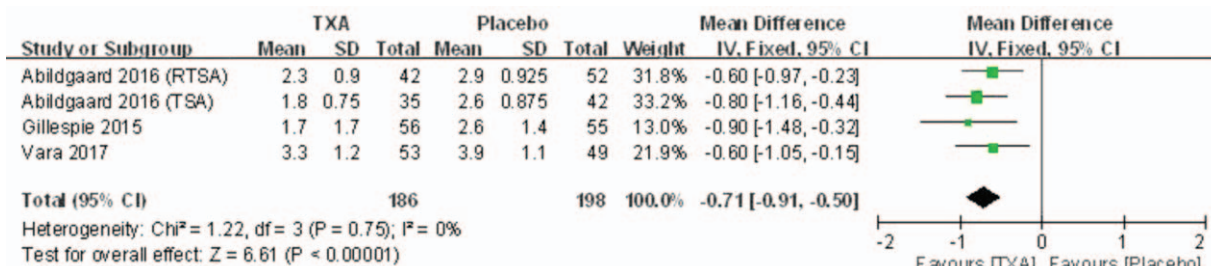 TXA Placebo Mean Difference Mean Difference
Study or Subgroup Mean SD Total Mean SD Total Weight IV, Fixed, 95% CI IV, Fixed, 95% CI
Abildgaard 2016 (RTSA) 2.3 0.9 42 2.9 0.925 52 31.8% -0.60 [-0.97, -0.23]
Abildgaard 2016 (TSA) 1.8 0.75 35 2.6 0.875 42 33.2% -0.80 [-1.16, -0.44]
Gillespie 2015 1.7 1.7 56 2.6 1.4 55 13.0% -0.90 [-1.48, -0.32]
Vara 2017 3.3 1.2 53 3.9 1.1 49 21.9% -0.60 [-1.05, -0.15]
Total (95% CI) 186 198 100.0% -0.71 [-0.91, -0.50]
Heterogeneity: Chi² = 1.22, df = 3 (P = 0.75); I² = 0%
Test for overall effect: Z = 6.61 (P < 0.00001)
-2 -1 0 1 2
Favours [TXA] Favours [Placebo]